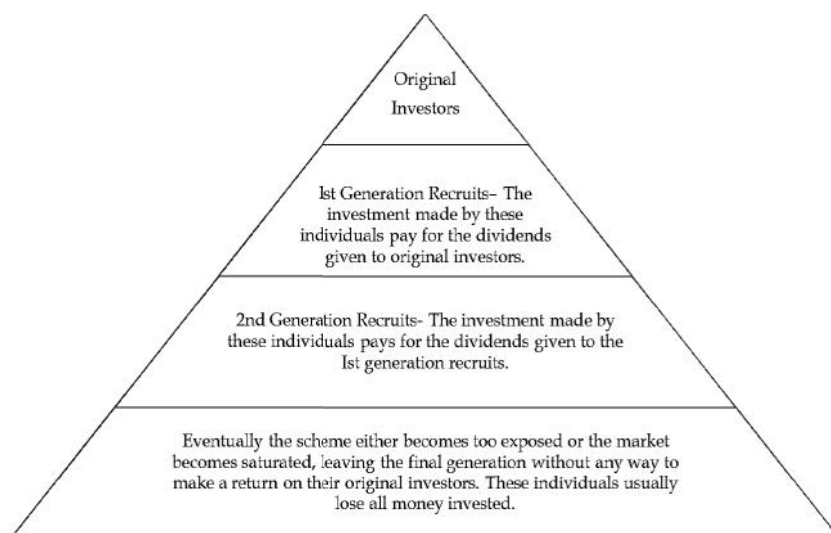 Original
Investors
Ist Generation Recruits– The
investment made by these
individuals pay for the dividends
given to original investors.
2nd Generation Recruits- The investment made by
these individuals pays for the dividends given to the
Ist generation recruits.
Eventually the scheme either becomes too exposed or the market
becomes saturated, leaving the final generation without any way to
make a return on their original investors. These individuals usually
lose all money invested.